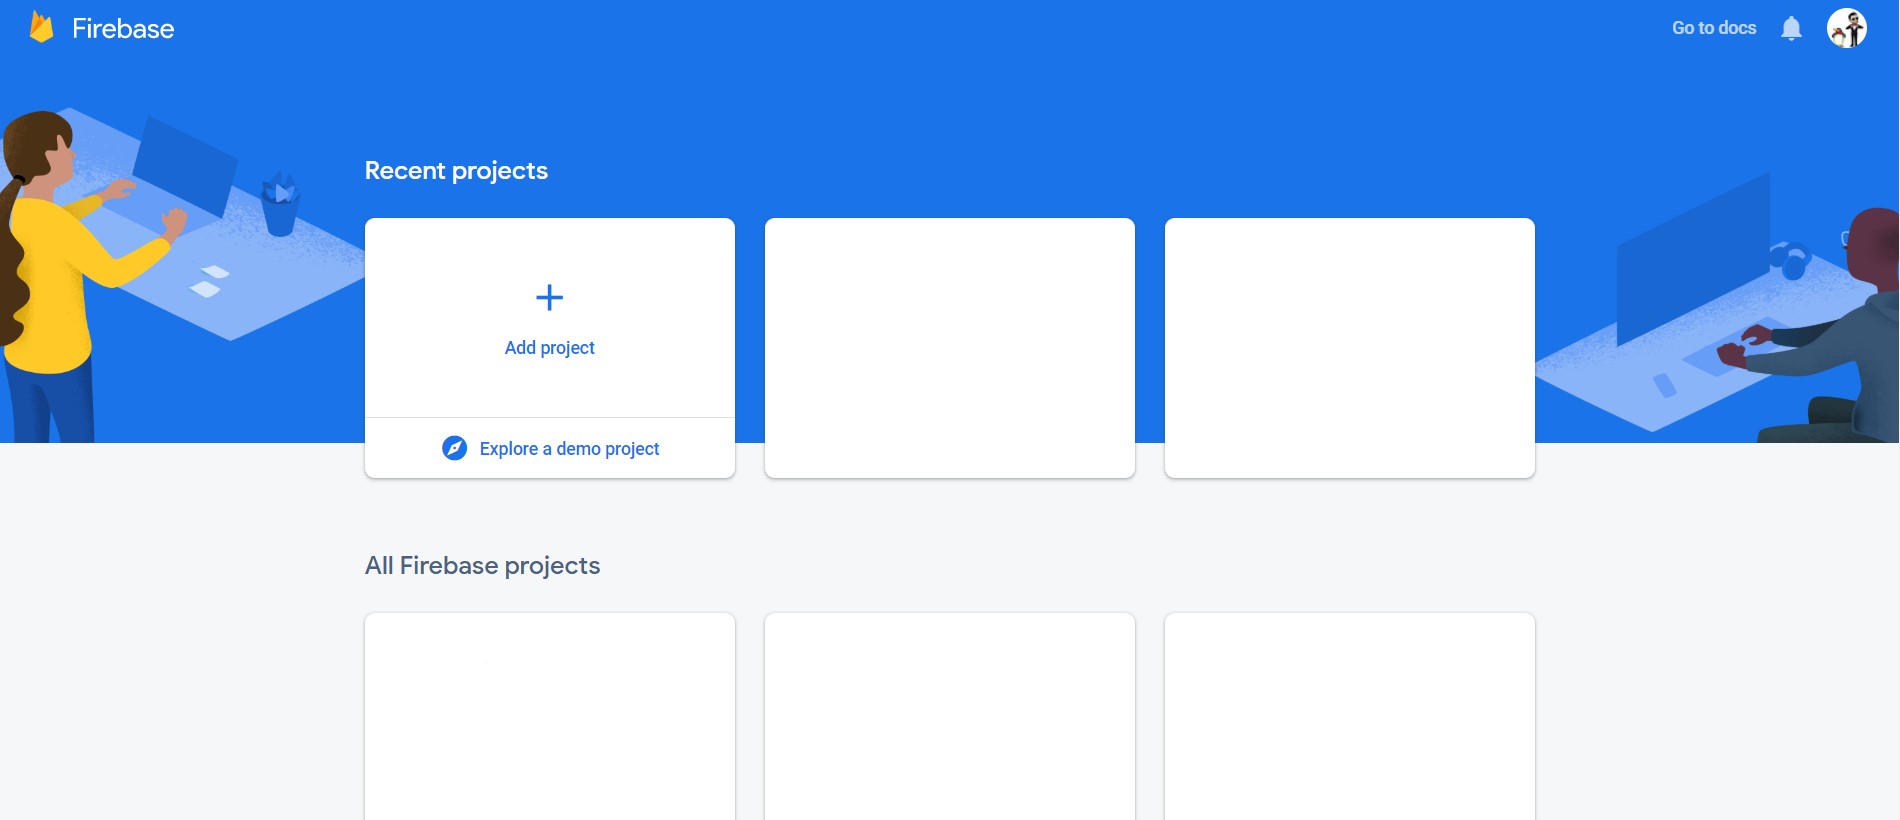 Firebase
Go to docs
Recent projects
Add project
Explore a demo project
All Firebase projects